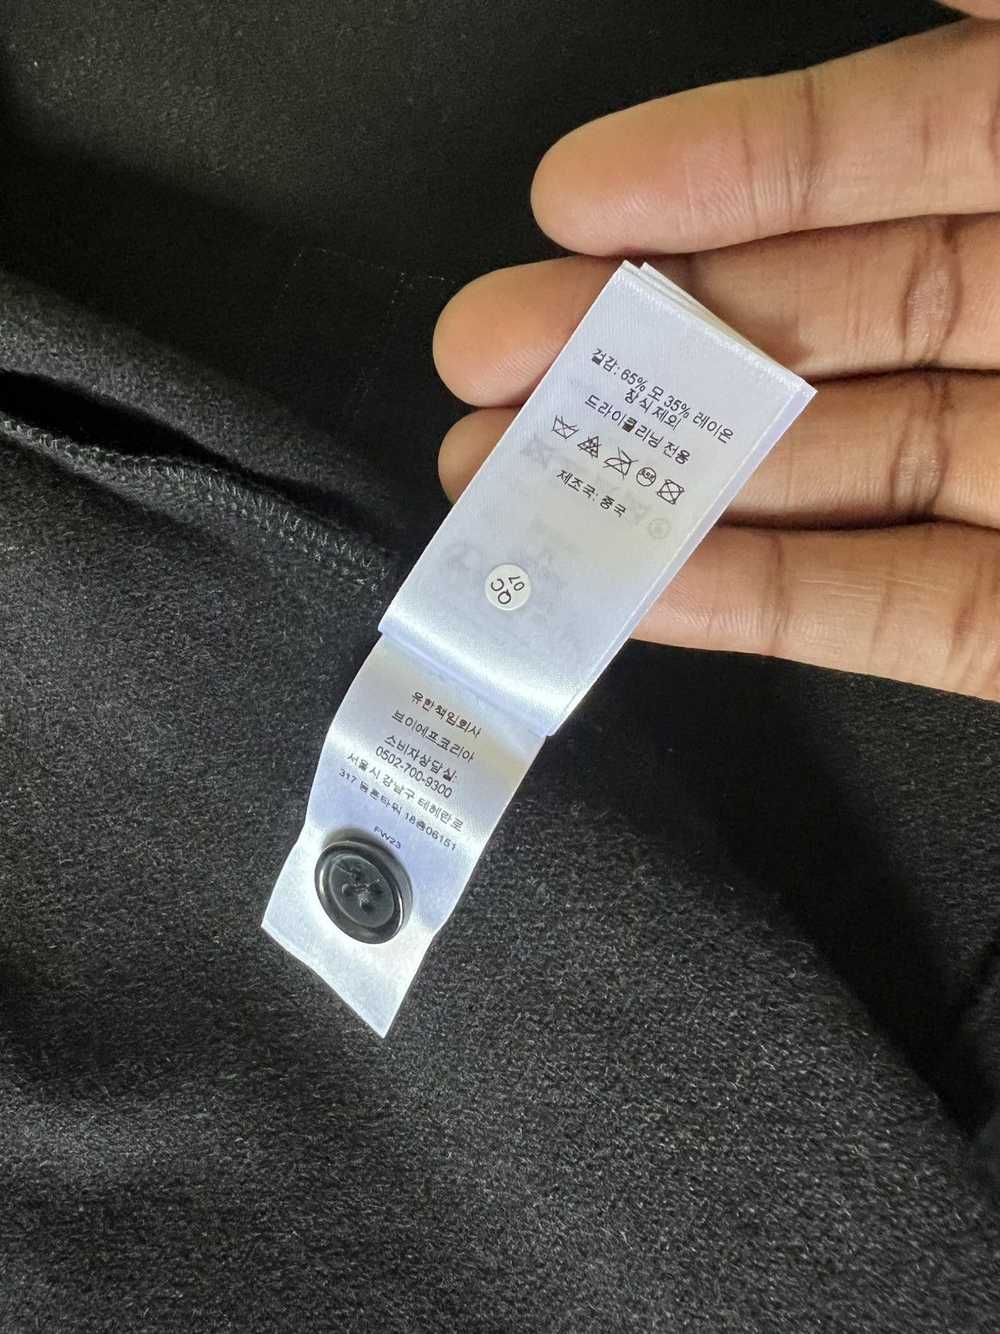 겉감: 65% 모 35% 레이온
장식 제외
드라이클리닝 전용
제조국: 중국
QC
07
유한책임회사
브이에프코리아
소비자상담실:
0502-700-9300
서울시 강남구 테헤란로
317 동훈타워 18층06151
FW23